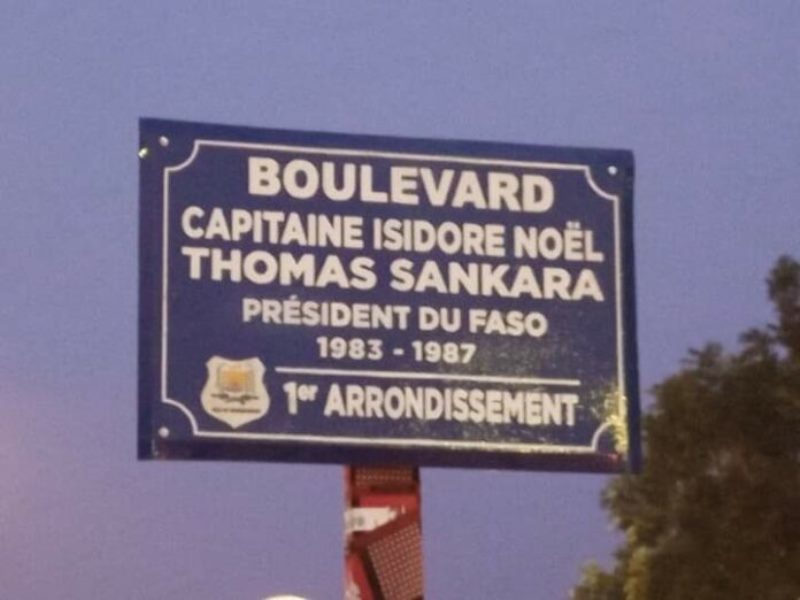 BOULEVARD
CAPITAINE ISIDORE NOËL
THOMAS SANKARA
PRÉSIDENT DU FASO
1983 - 1987
1er ARRONDISSEMENT